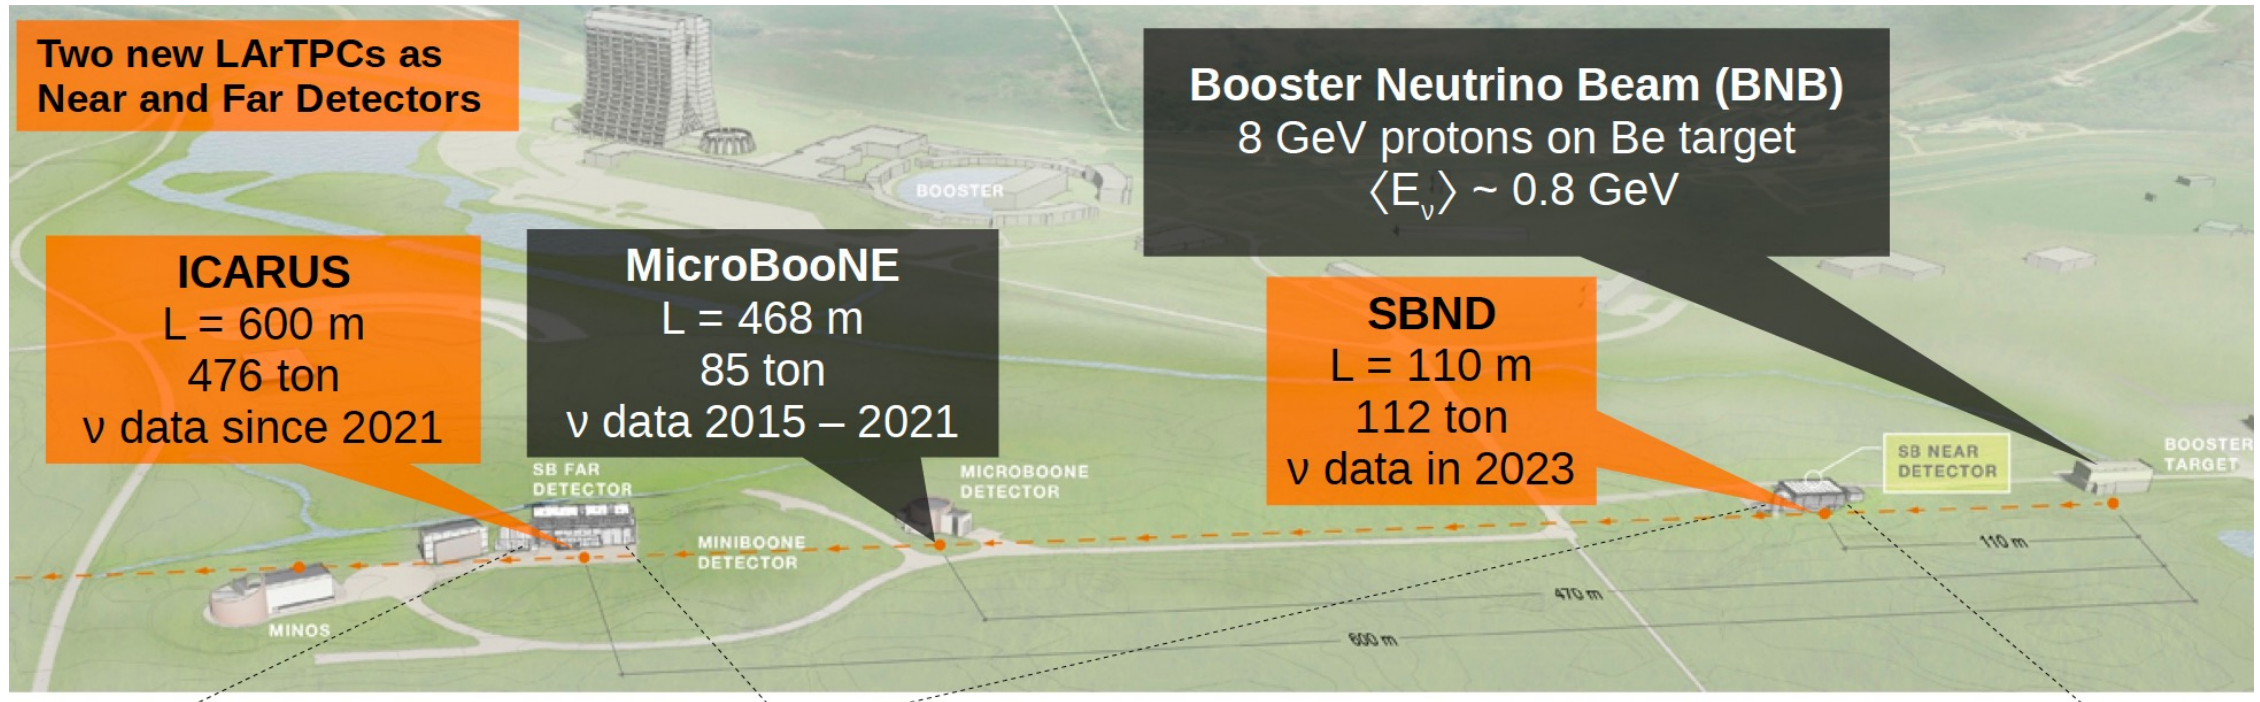 Two new LArTPCs as
Near and Far Detectors
Booster Neutrino Beam (BNB)
8 GeV protons on Be target
⟨Eν⟩ ~ 0.8 GeV
BOOSTER
ICARUS
L = 600 m
476 ton
ν data since 2021
MicroBooNE
L = 468 m
85 ton
ν data 2015 – 2021
SBND
L = 110 m
112 ton
ν data in 2023
SB FAR
DETECTOR
MICROBOONE
DETECTOR
SB NEAR
DETECTOR
BOOSTER
TARGET
MINIBOONE
DETECTOR
MINOS
110 m
470 m
600 m